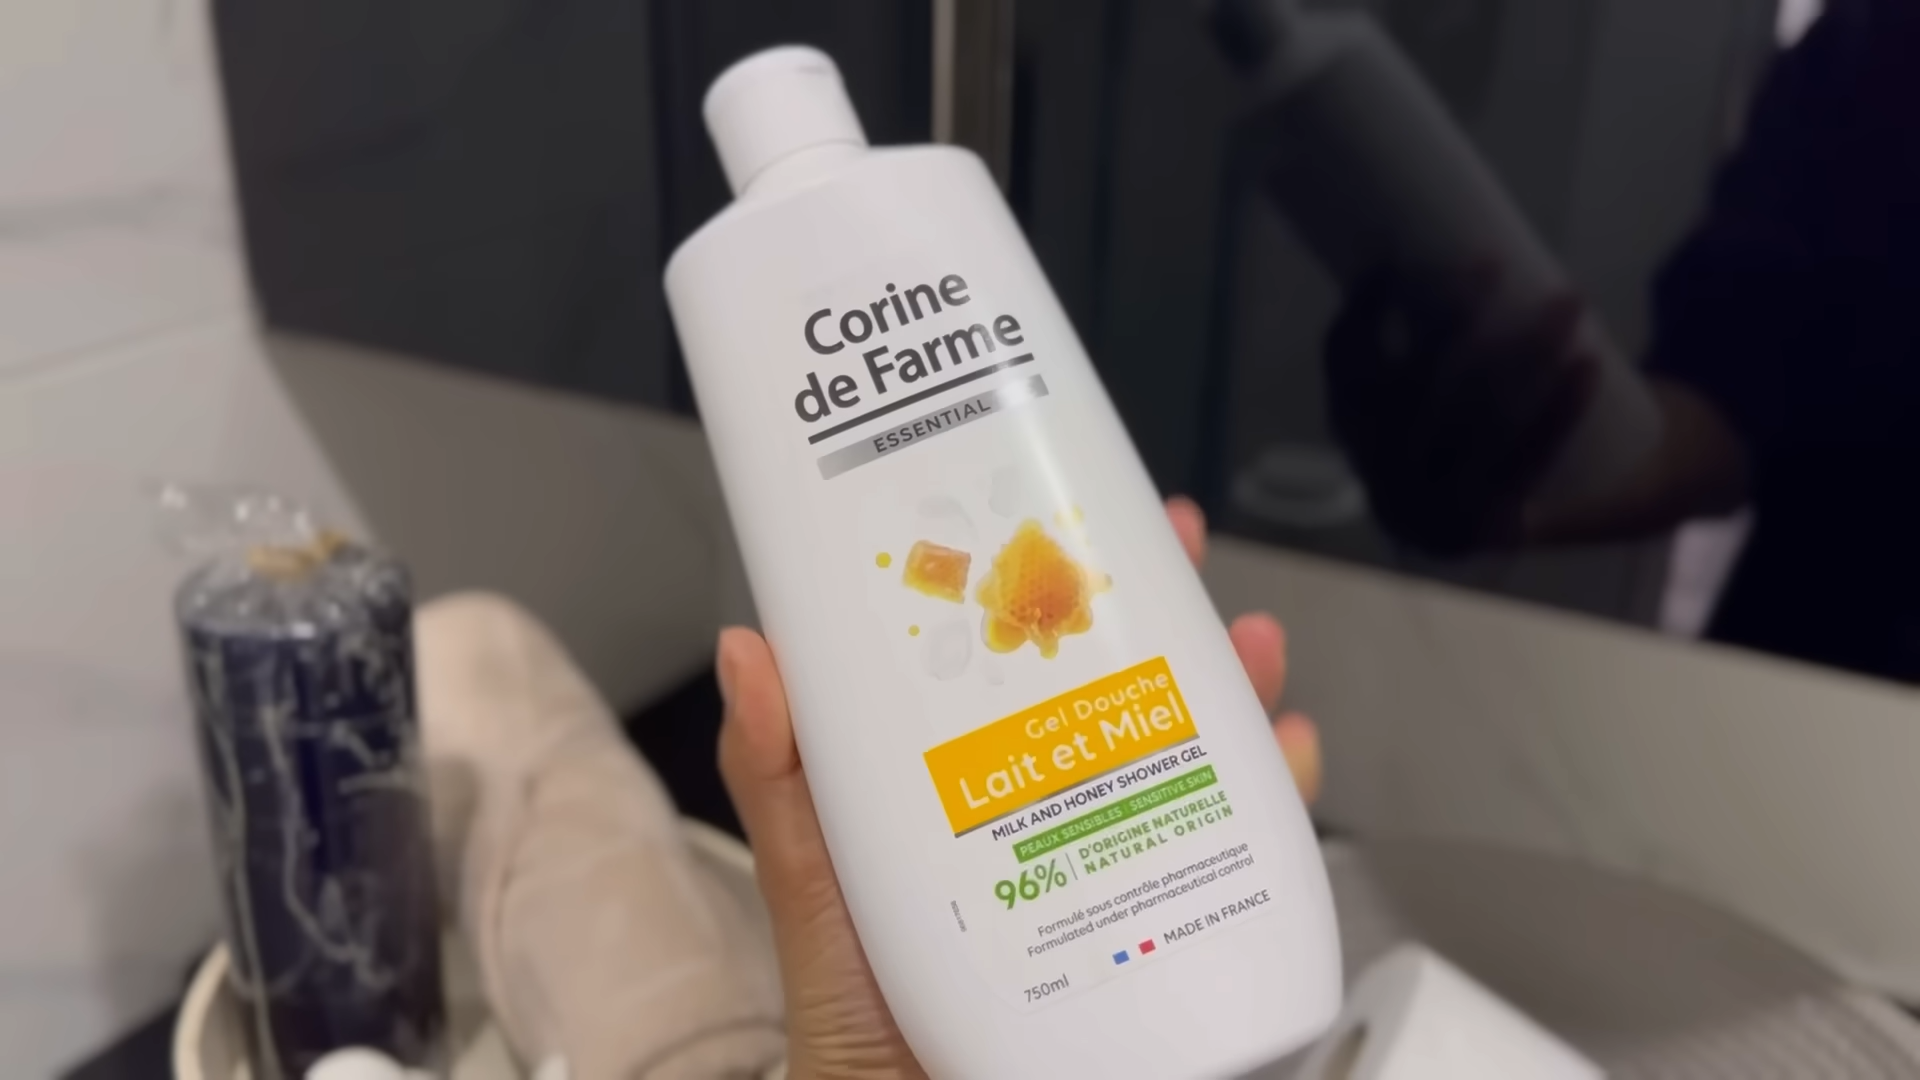 Corine
de Farme
ESSENTIAL
Gel Douche
Lait et Miel
MILK AND HONEY SHOWER GEL
PEAUX SENSIBLES | SENSITIVE SKIN
96% | D'ORIGINE NATURELLE
NATURAL ORIGIN
Formulé sous contrôle pharmaceutique
Formulated under pharmaceutical control
MADE IN FRANCE
750ml